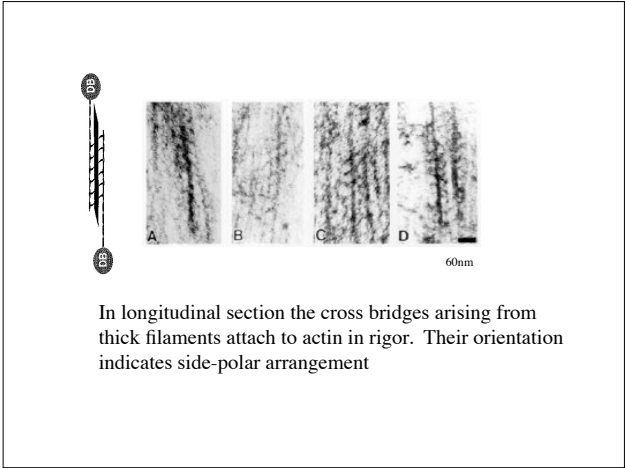 DB
A B C D
60nm
DB
In longitudinal section the cross bridges arising from
thick filaments attach to actin in rigor. Their orientation
indicates side-polar arrangement